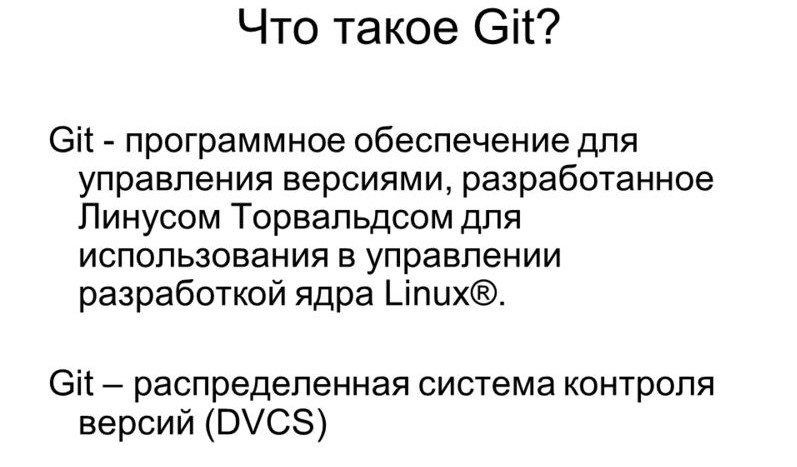 Что такое Git?
Git - программное обеспечение для
управления версиями, разработанное
Линусом Торвальдсом для
использования в управлении
разработкой ядра Linux®.
Git – распределенная система контроля
версий (DVCS)